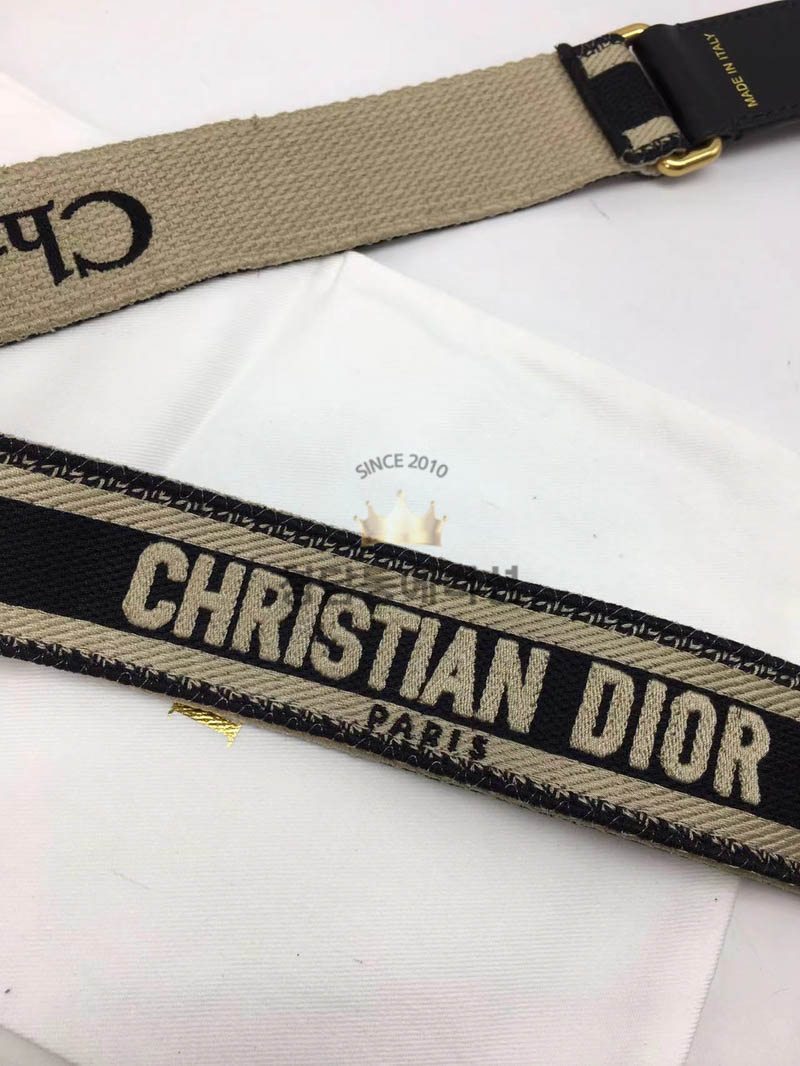 MADE IN ITALY
Ch
SINCE 2010
CHRISTIAN DIOR
PARIS